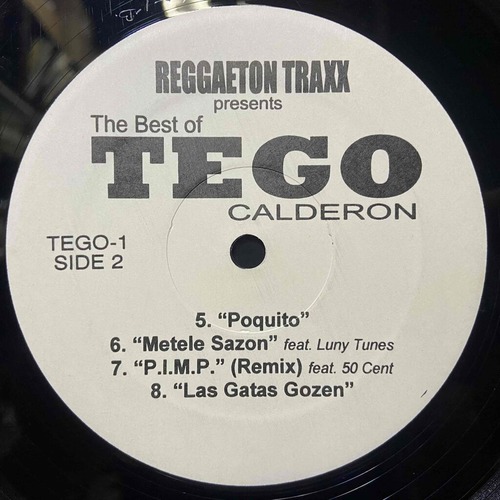 REGGAETON TRAXX
presents
The Best of
TEGO
CALDERON
TEGO-1
SIDE 2
5. “Poquito”
6. “Metele Sazon” feat. Luny Tunes
7. “P.I.M.P.” (Remix) feat. 50 Cent
8. “Las Gatas Gozen”